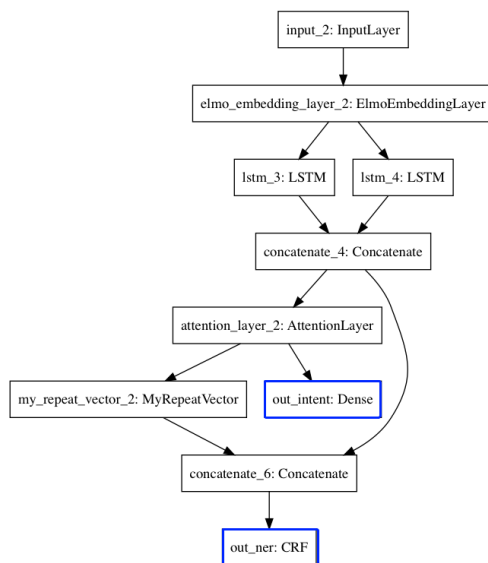 input_2: InputLayer
elmo_embedding_layer_2: ElmoEmbeddingLayer
lstm_3: LSTM
lstm_4: LSTM
concatenate_4: Concatenate
attention_layer_2: AttentionLayer
my_repeat_vector_2: MyRepeatVector
out_intent: Dense
concatenate_6: Concatenate
out_ner: CRF